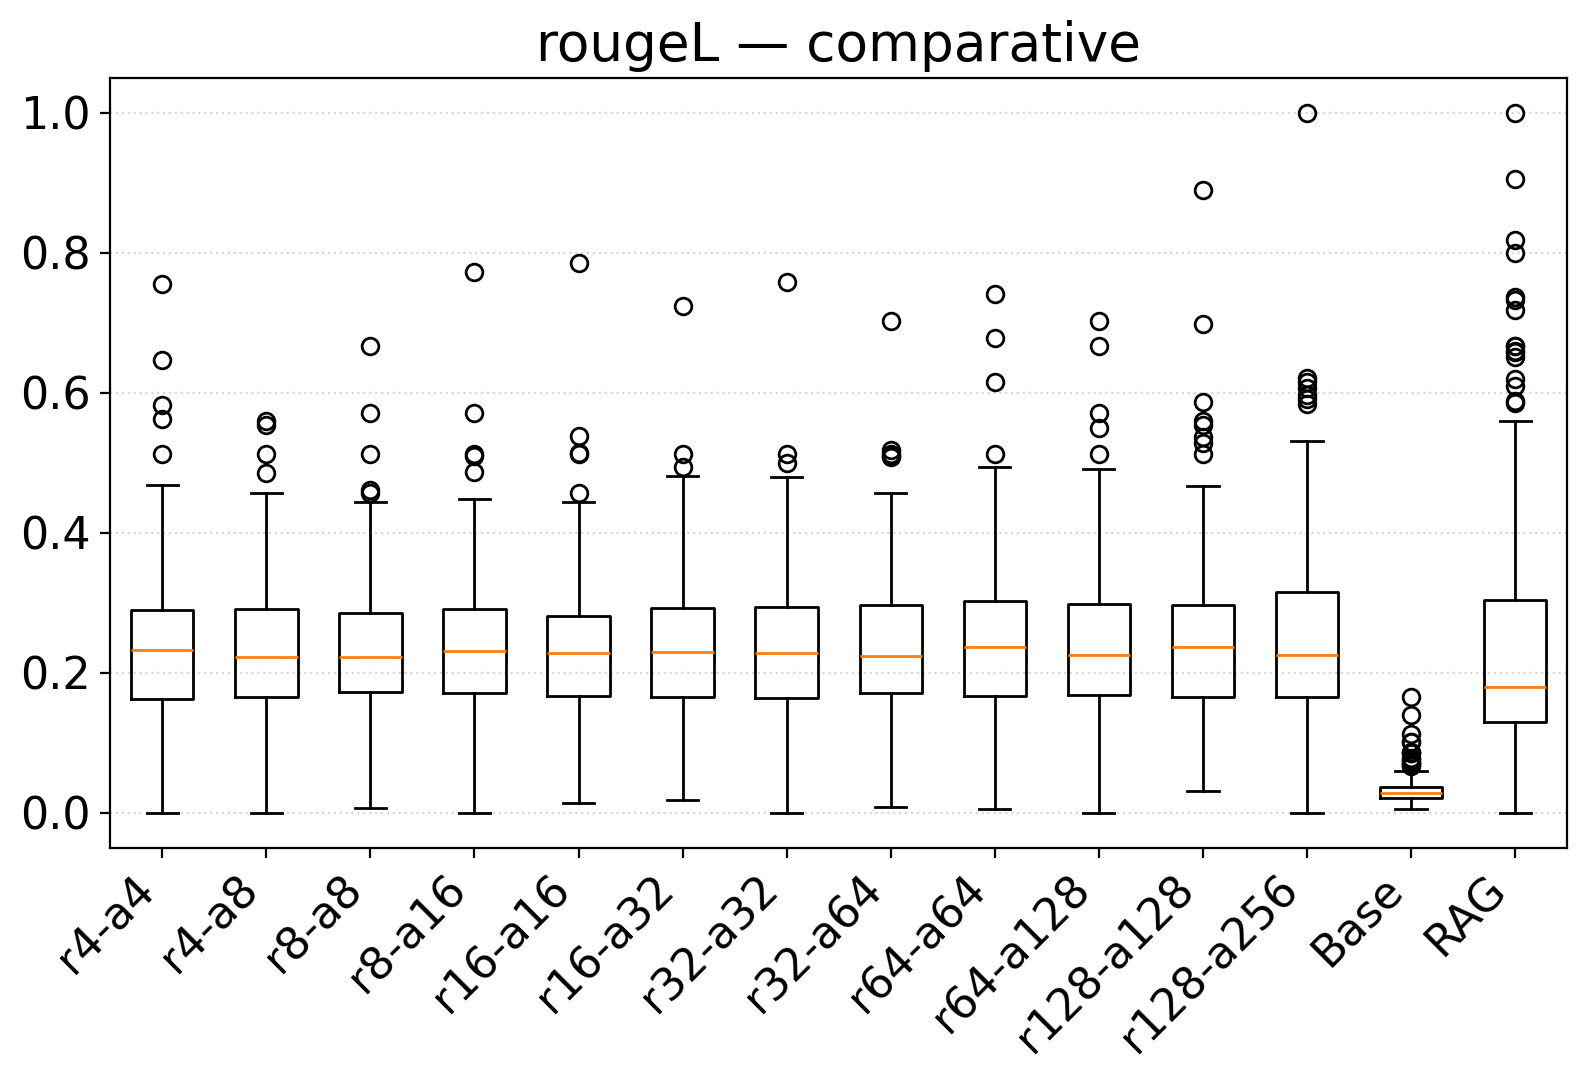 rougeL — comparative
1.0
0.8
0.6
0.4
0.2
0.0
r4-a4
r4-a8
r8-a8
r8-a16
r16-a16
r16-a32
r32-a32
r32-a64
r64-a64
r64-a128
r128-a128
r128-a256
Base
RAG